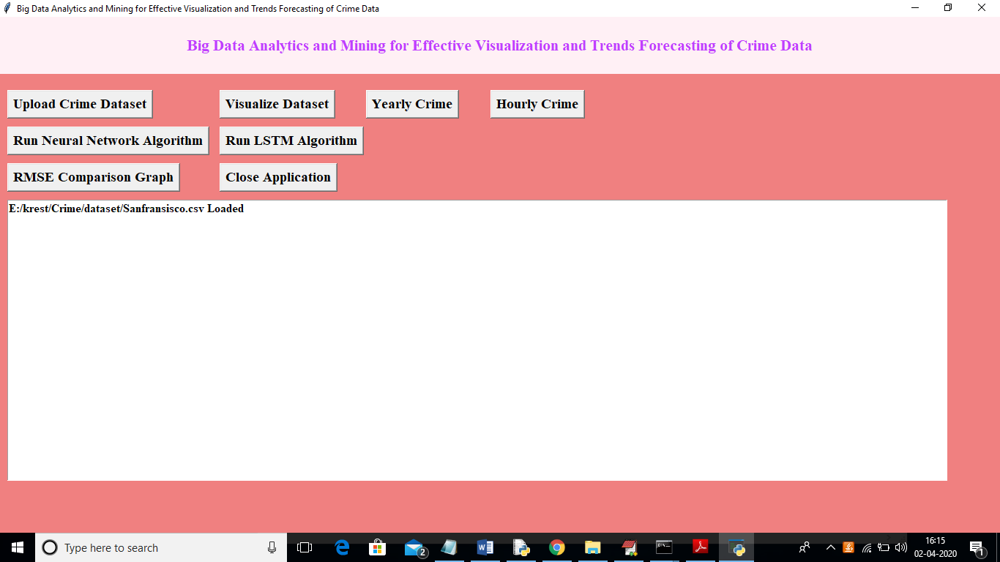 Big Data Analytics and Mining for Effective Visualization and Trends Forecasting of Crime Data
Big Data Analytics and Mining for Effective Visualization and Trends Forecasting of Crime Data
Upload Crime Dataset Visualize Dataset Yearly Crime Hourly Crime
Run Neural Network Algorithm Run LSTM Algorithm
RMSE Comparison Graph Close Application
E:/krest/Crime/dataset/Sanfransisco.csv Loaded
Type here to search 2 16:15
02-04-2020 1